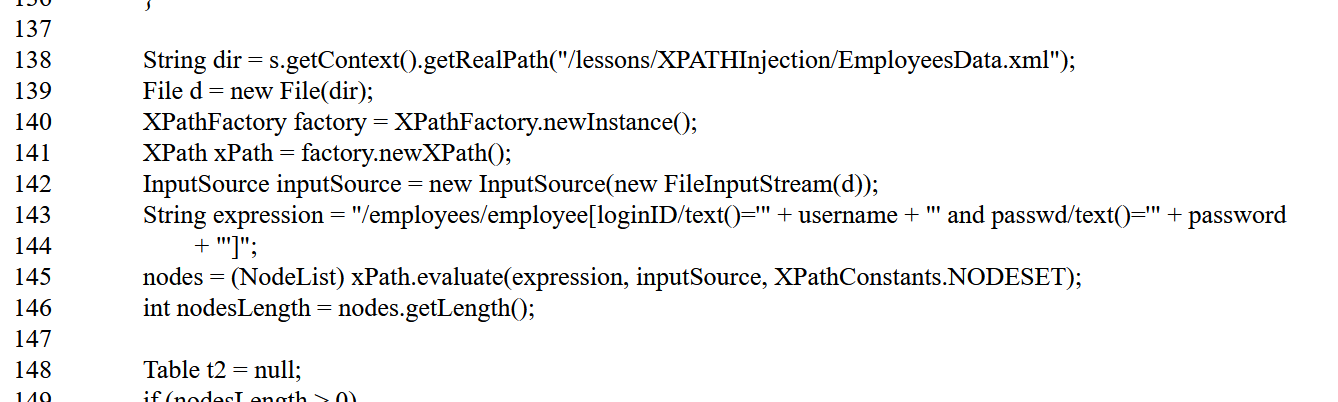 136 }
137
138 String dir = s.getContext().getRealPath("/lessons/XPATHInjection/EmployeesData.xml");
139 File d = new File(dir);
140 XPathFactory factory = XPathFactory.newInstance();
141 XPath xPath = factory.newXPath();
142 InputSource inputSource = new InputSource(new FileInputStream(d));
143 String expression = "/employees/employee[loginID/text()='" + username + "' and passwd/text()='" + password
144 + "']";
145 nodes = (NodeList) xPath.evaluate(expression, inputSource, XPathConstants.NODESET);
146 int nodesLength = nodes.getLength();
147
148 Table t2 = null;
149 if (nodesLength > 0)